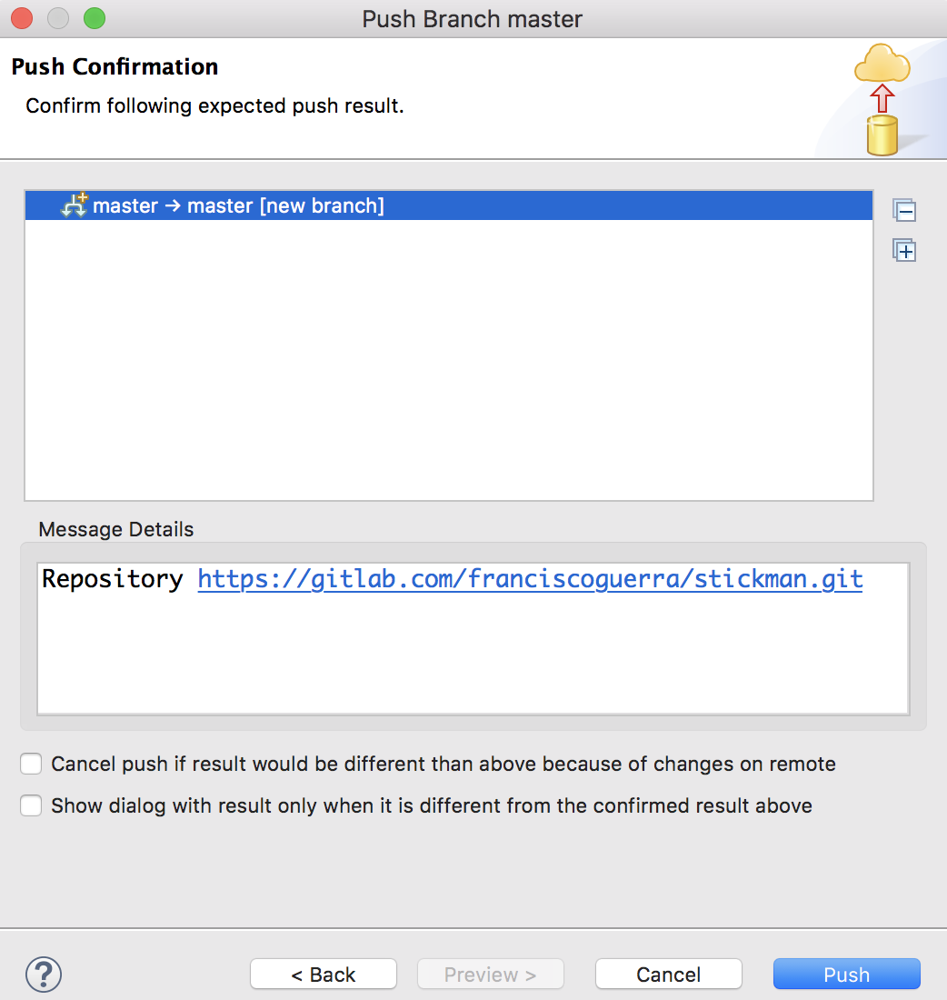 Push Branch master
Push Confirmation
Confirm following expected push result.
master → master [new branch]
Message Details
Repository https://gitlab.com/franciscoguerra/stickman.git
Cancel push if result would be different than above because of changes on remote
Show dialog with result only when it is different from the confirmed result above
? < Back Preview > Cancel Push